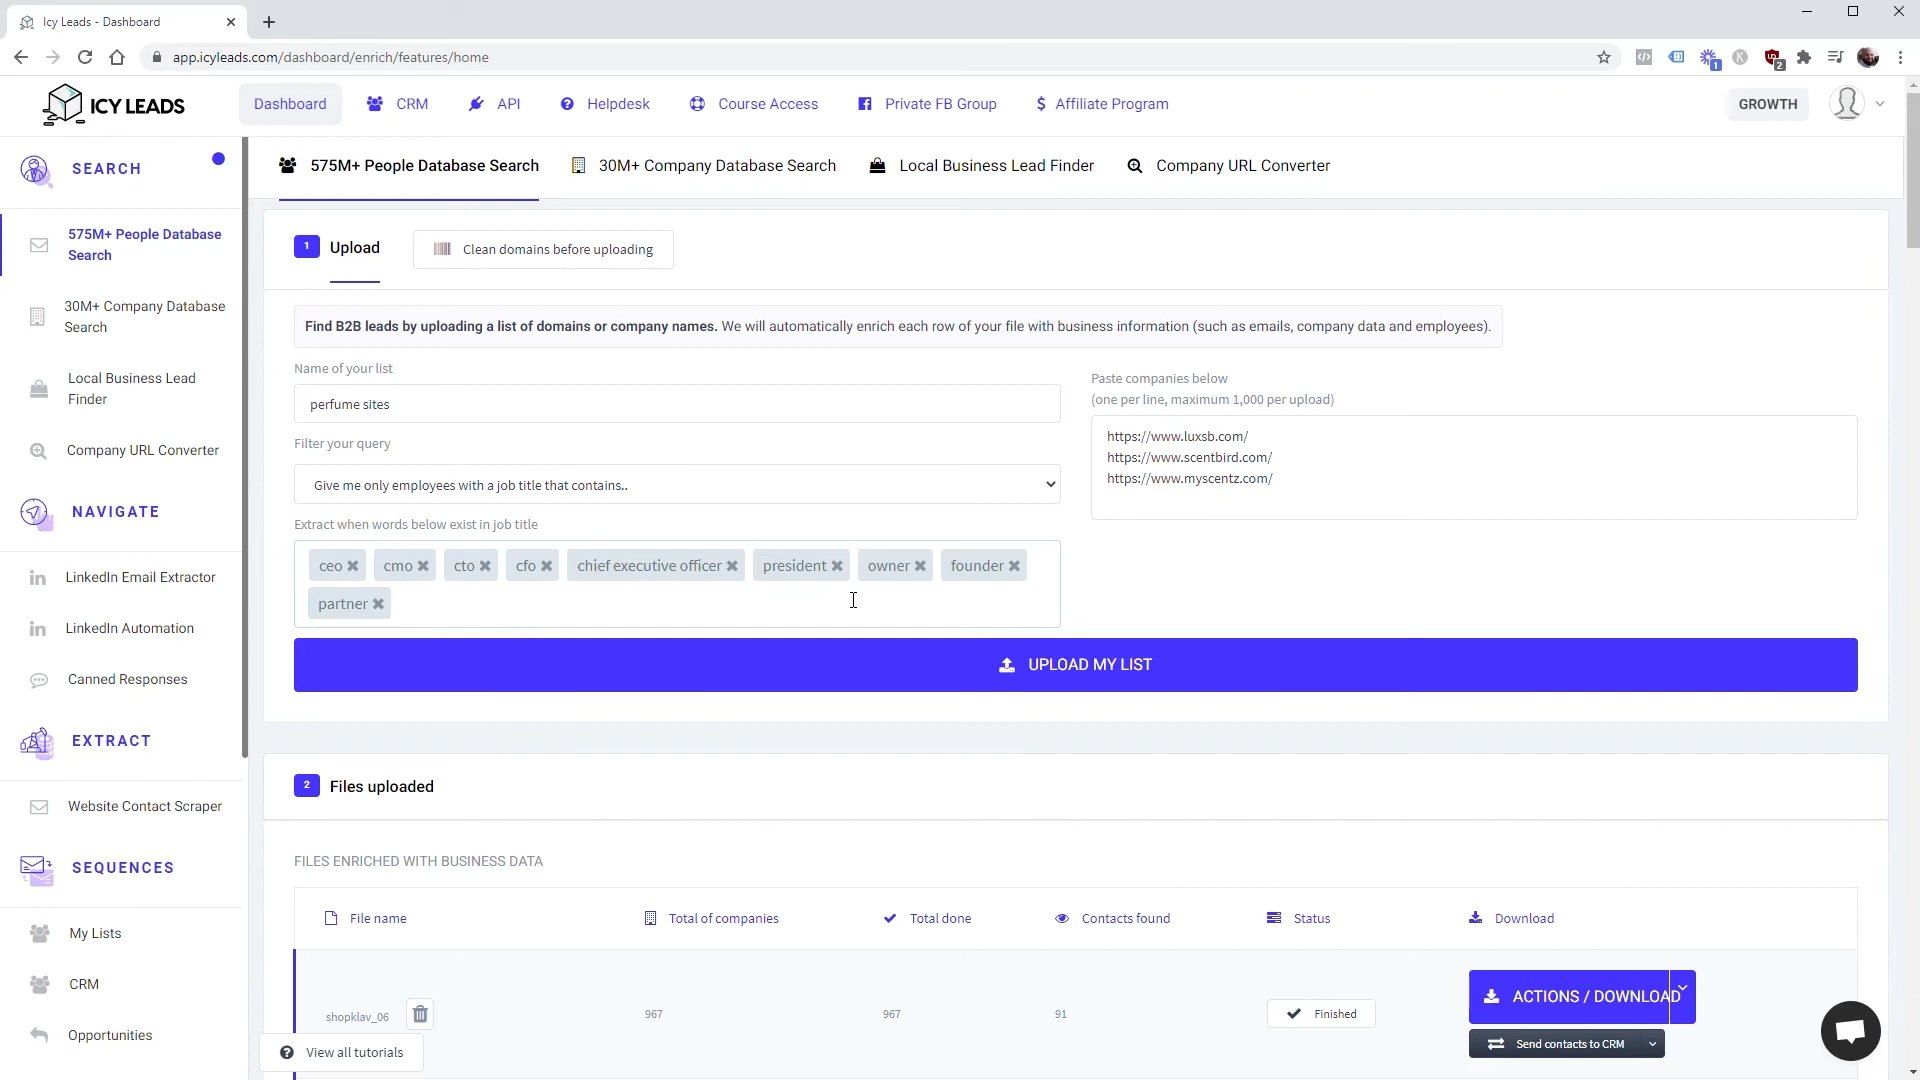 Icy Leads - Dashboard
app.icyleads.com/dashboard/enrich/features/home
1
2
ICY LEADS
Dashboard
CRM
API
Helpdesk
Course Access
Private FB Group
Affiliate Program
GROWTH
SEARCH
575M+ People Database
Search
30M+ Company Database
Search
Local Business Lead
Finder
Company URL Converter
NAVIGATE
LinkedIn Email Extractor
LinkedIn Automation
Canned Responses
EXTRACT
Website Contact Scraper
SEQUENCES
My Lists
CRM
Opportunities
575M+ People Database Search
30M+ Company Database Search
Local Business Lead Finder
Company URL Converter
1 Upload
Clean domains before uploading
Find B2B leads by uploading a list of domains or company names. We will automatically enrich each row of your file with business information (such as emails, company data and employees).
Name of your list
perfume sites
Filter your query
Give me only employees with a job title that contains..
Extract when words below exist in job title
ceo cmo cto cfo chief executive officer president owner founder
partner
Paste companies below
(one per line, maximum 1,000 per upload)
https://www.luxsb.com/
https://www.scentbird.com/
https://www.myscentz.com/
UPLOAD MY LIST
2 Files uploaded
FILES ENRICHED WITH BUSINESS DATA
File name Total of companies Total done Contacts found Status Download
shopklav_06 967 967 91 Finished
ACTIONS / DOWNLOAD
Send contacts to CRM
View all tutorials